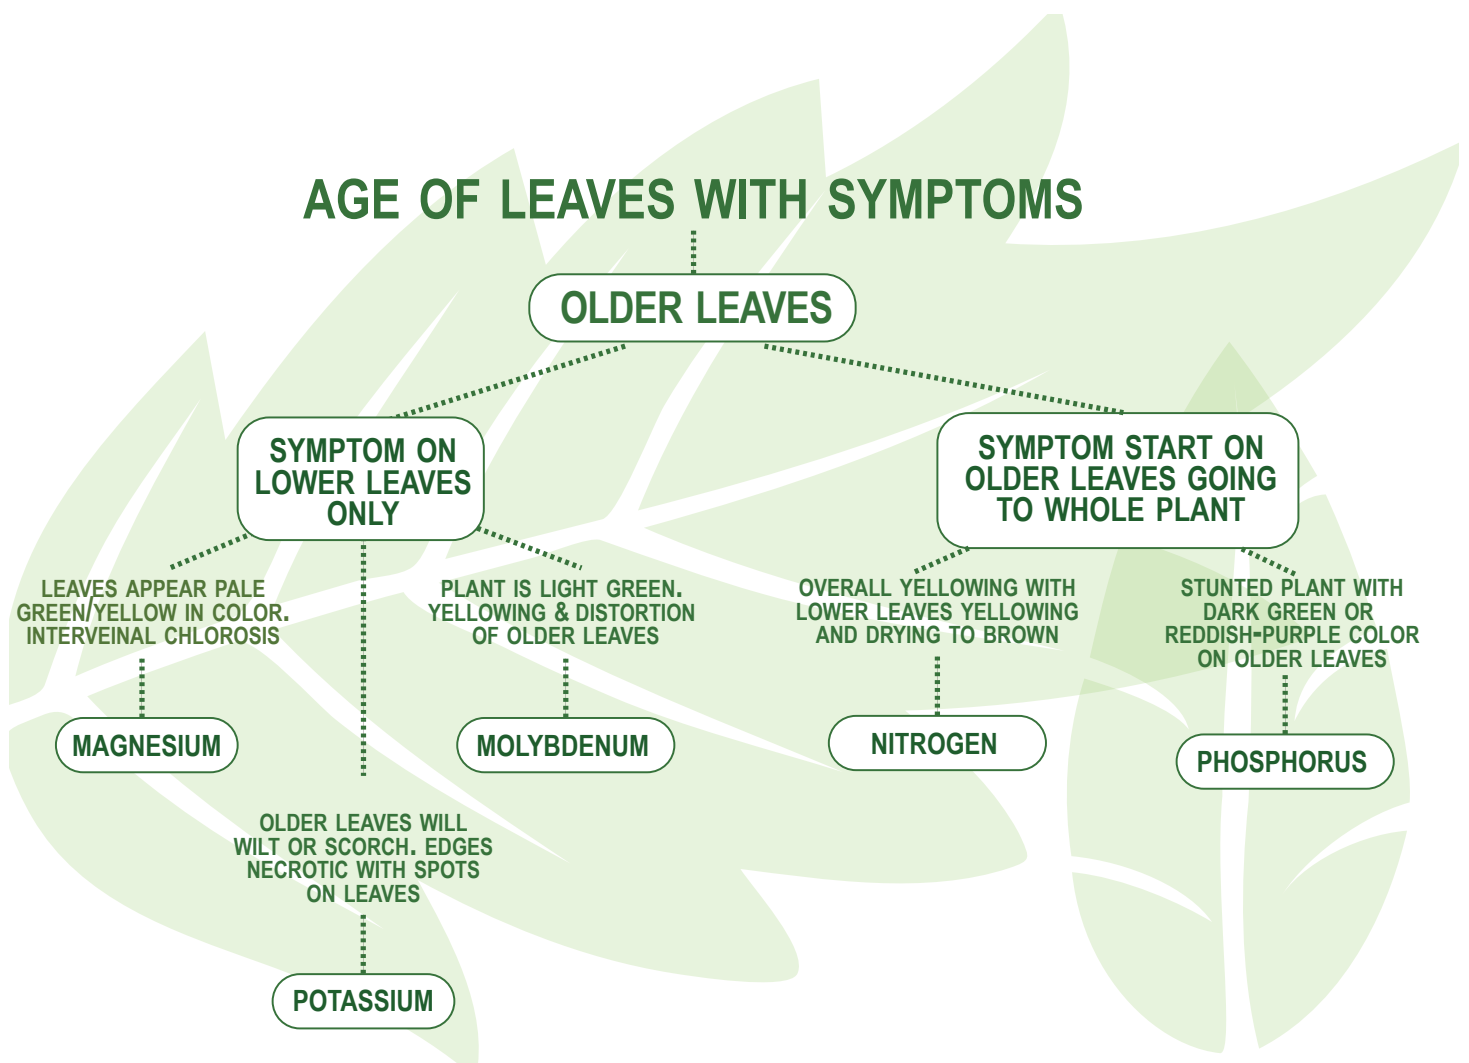 AGE OF LEAVES WITH SYMPTOMS
OLDER LEAVES
SYMPTOM ON
LOWER LEAVES
ONLY
LEAVES APPEAR PALE
GREEN/YELLOW IN COLOR.
INTERVEINAL CHLOROSIS
MAGNESIUM
OLDER LEAVES WILL
WILT OR SCORCH. EDGES
NECROTIC WITH SPOTS
ON LEAVES
POTASSIUM
PLANT IS LIGHT GREEN.
YELLOWING & DISTORTION
OF OLDER LEAVES
MOLYBDENUM
SYMPTOM START ON
OLDER LEAVES GOING
TO WHOLE PLANT
OVERALL YELLOWING WITH
LOWER LEAVES YELLOWING
AND DRYING TO BROWN
NITROGEN
STUNTED PLANT WITH
DARK GREEN OR
REDDISH-PURPLE COLOR
ON OLDER LEAVES
PHOSPHORUS